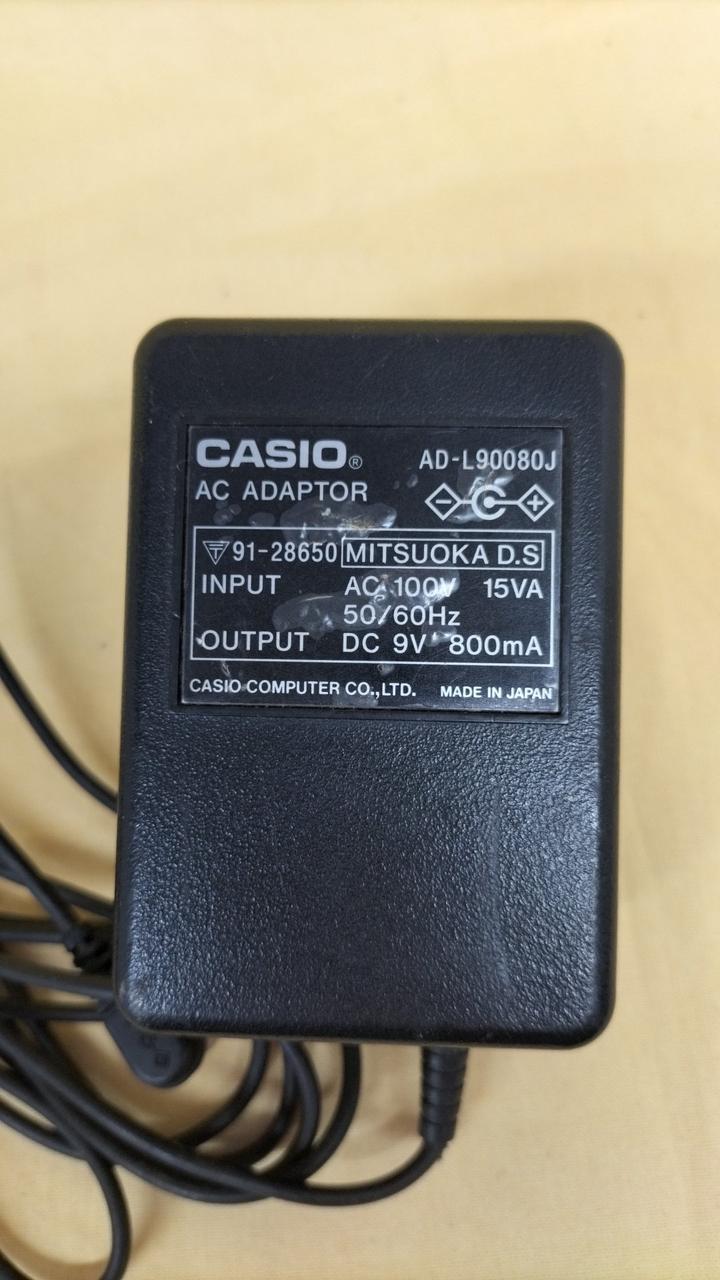 CASIO® AD-L90080J
AC ADAPTOR
91-28650 MITSUOKA D.S
INPUT AC 100V 15VA
50/60Hz
OUTPUT DC 9V 800mA
CASIO COMPUTER CO.,LTD. MADE IN JAPAN